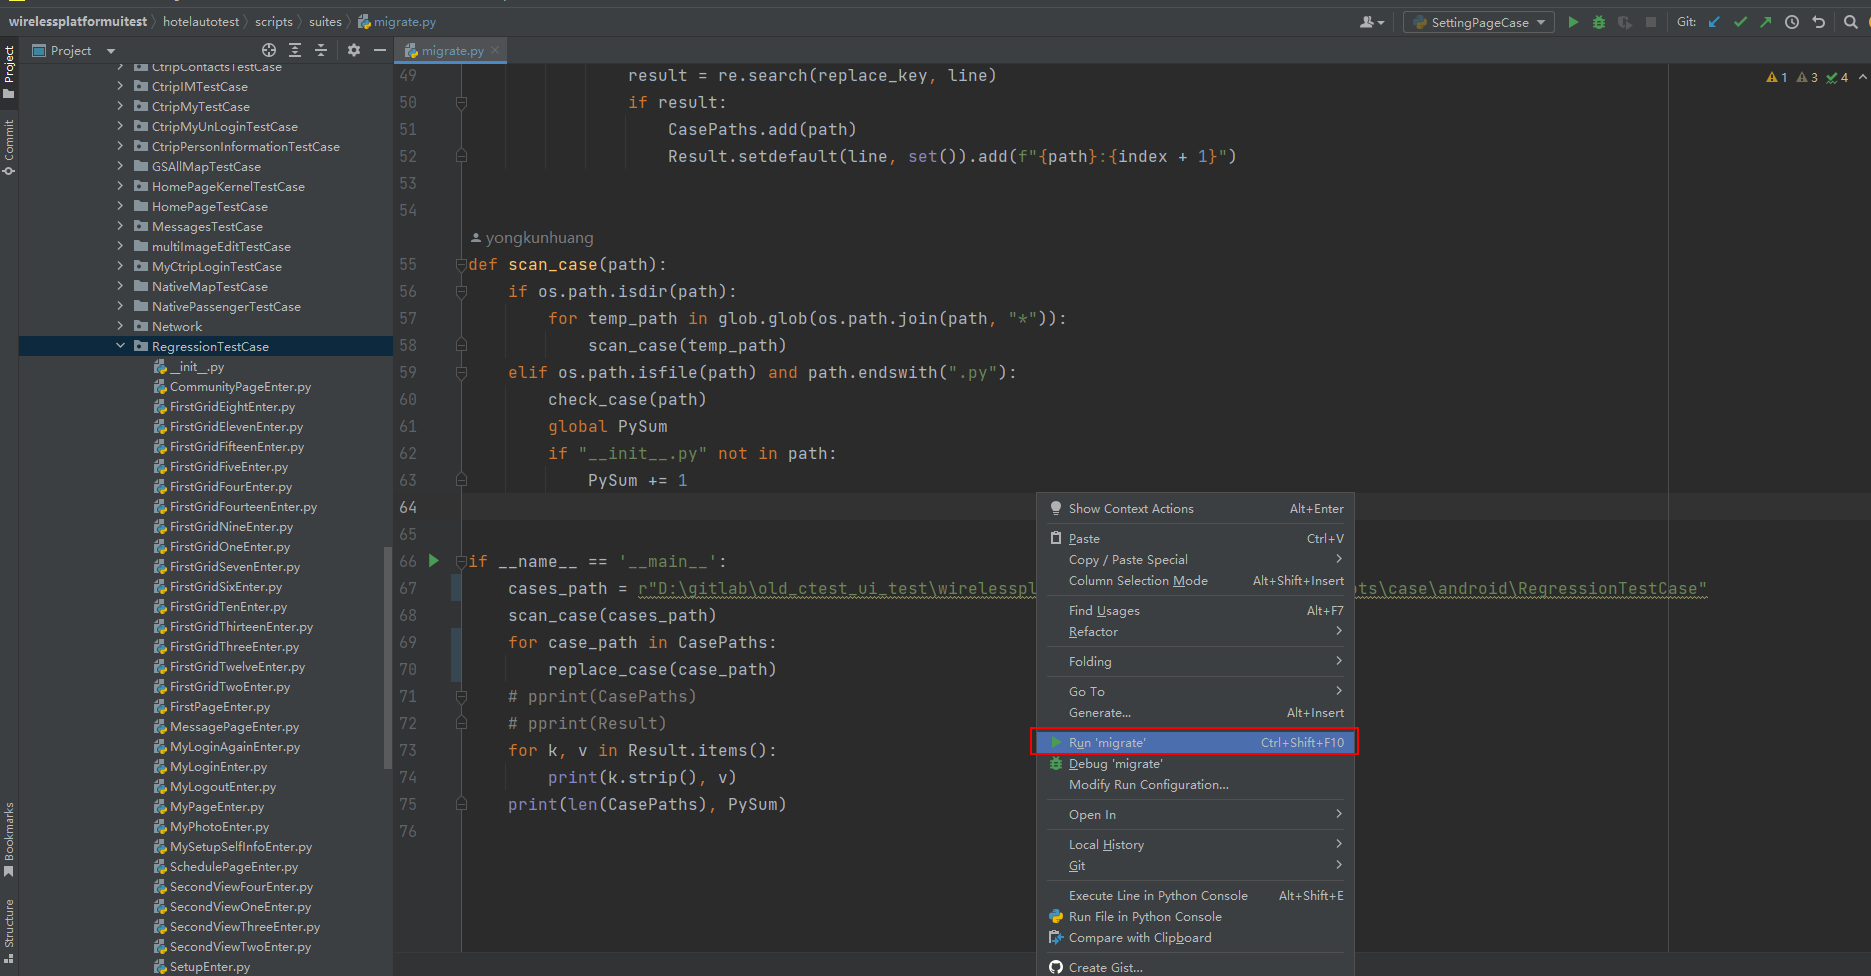 wirelessplatformuitest hotelautotest scripts suites migrate.py
SettingPageCase Git:
Project
migrate.py
Project
Commit
Bookmarks
Structure
CtripContactsTestCase
CtripIMTestCase
CtripMyTestCase
CtripMyUnLoginTestCase
CtripPersonInformationTestCase
GSAllMapTestCase
HomePageKernelTestCase
HomePageTestCase
MessagesTestCase
multiImageEditTestCase
MyCtripLoginTestCase
NativeMapTestCase
NativePassengerTestCase
Network
RegressionTestCase
__init__.py
CommunityPageEnter.py
FirstGridEightEnter.py
FirstGridElevenEnter.py
FirstGridFifteenEnter.py
FirstGridFiveEnter.py
FirstGridFourEnter.py
FirstGridFourteenEnter.py
FirstGridNineEnter.py
FirstGridOneEnter.py
FirstGridSevenEnter.py
FirstGridSixEnter.py
FirstGridTenEnter.py
FirstGridThirteenEnter.py
FirstGridThreeEnter.py
FirstGridTwelveEnter.py
FirstGridTwoEnter.py
FirstPageEnter.py
MessagePageEnter.py
MyLoginAgainEnter.py
MyLoginEnter.py
MyLogoutEnter.py
MyPageEnter.py
MyPhotoEnter.py
MySetupSelfInfoEnter.py
SchedulePageEnter.py
SecondViewFourEnter.py
SecondViewOneEnter.py
SecondViewThreeEnter.py
SecondViewTwoEnter.py
SetupEnter.py
1 3 4
49 result = re.search(replace_key, line)
50 if result:
51 CasePaths.add(path)
52 Result.setdefault(line, set()).add(f"{path}:{index + 1}")
53
54
yongkunhuang
55 def scan_case(path):
56 if os.path.isdir(path):
57 for temp_path in glob.glob(os.path.join(path, "*")):
58 scan_case(temp_path)
59 elif os.path.isfile(path) and path.endswith(".py"):
60 check_case(path)
61 global PySum
62 if "__init__.py" not in path:
63 PySum += 1
64
65
66 if __name__ == '__main__':
67 cases_path = r"D:\gitlab\old_ctest_ui_test\wirelesspl pts\case\android\RegressionTestCase"
68 scan_case(cases_path)
69 for case_path in CasePaths:
70 replace_case(case_path)
71 # pprint(CasePaths)
72 # pprint(Result)
73 for k, v in Result.items():
74 print(k.strip(), v)
75 print(len(CasePaths), PySum)
76
Show Context Actions Alt+Enter
Paste Ctrl+V
Copy / Paste Special
Column Selection Mode Alt+Shift+Insert
Find Usages Alt+F7
Refactor
Folding
Go To
Generate... Alt+Insert
Run 'migrate' Ctrl+Shift+F10
Debug 'migrate'
Modify Run Configuration...
Open In
Local History
Git
Execute Line in Python Console Alt+Shift+E
Run File in Python Console
Compare with Clipboard
Create Gist...